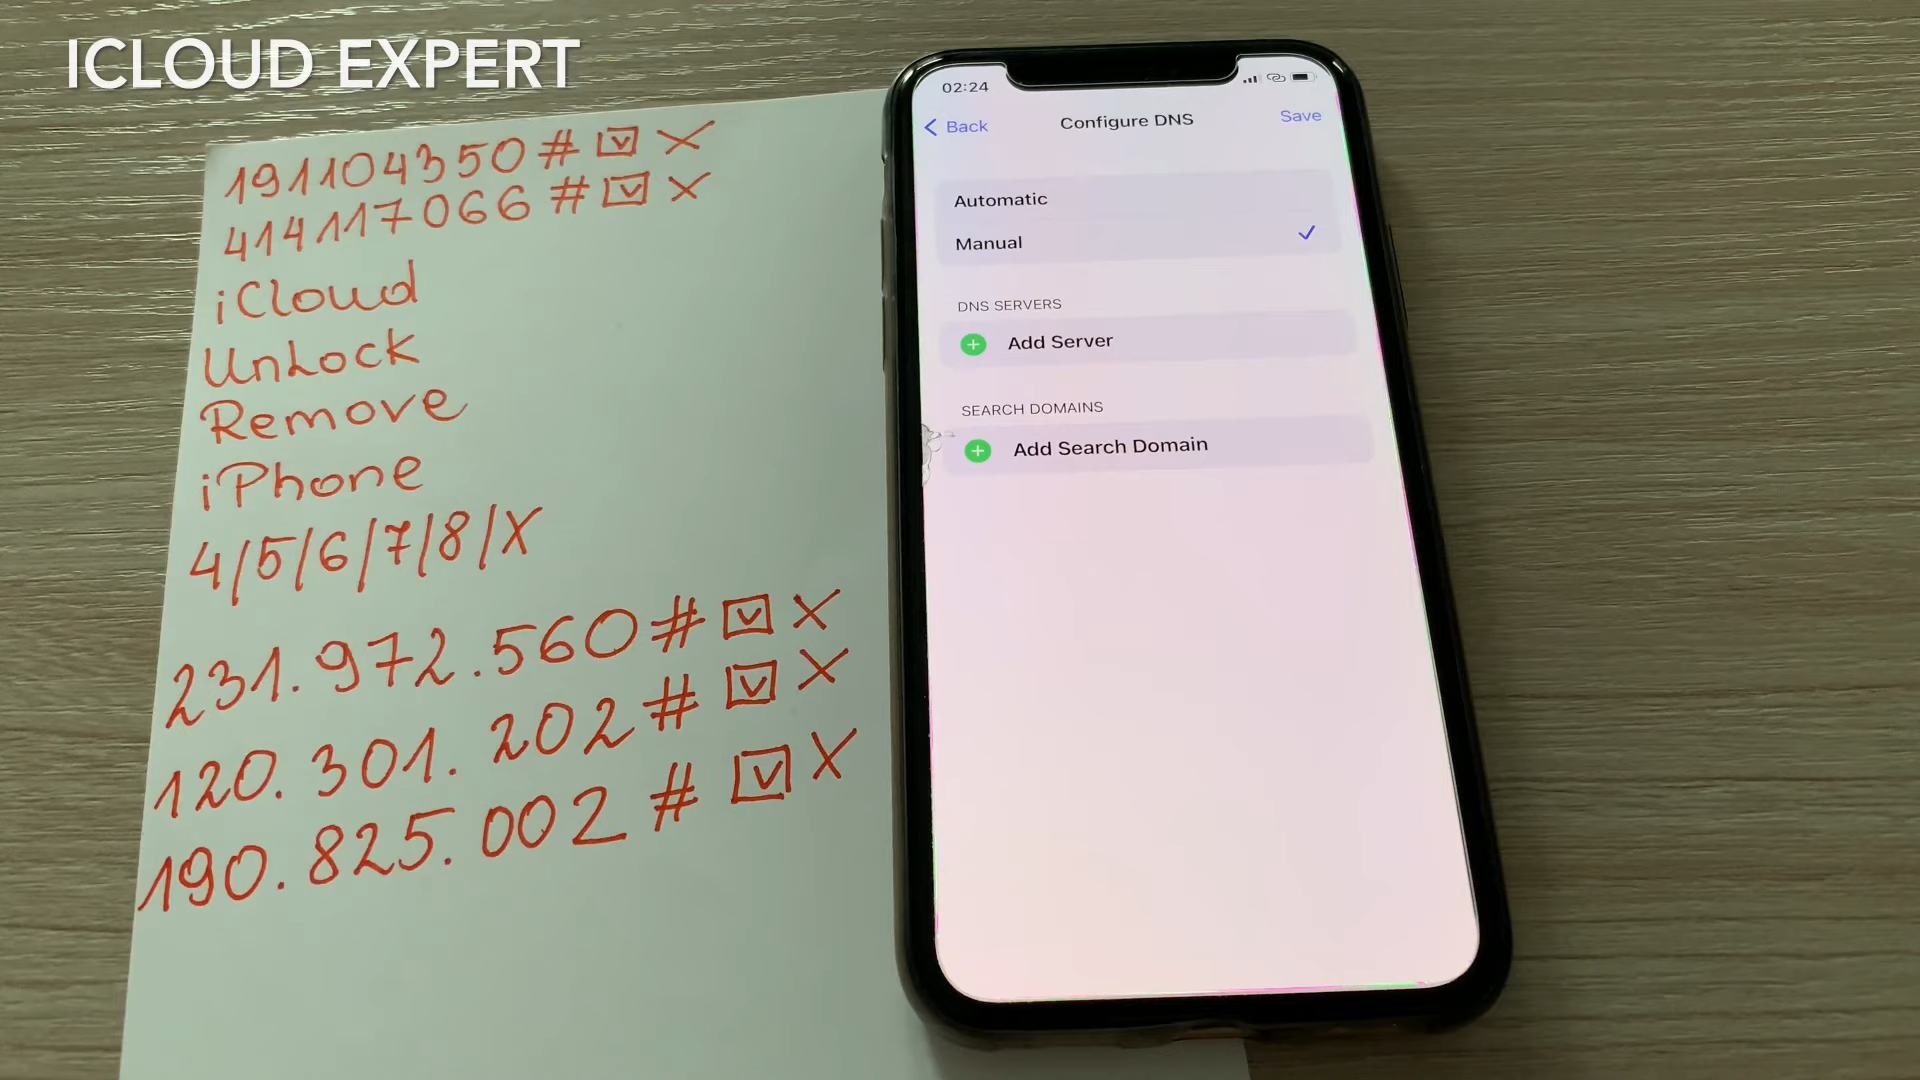 ICLOUD EXPERT
191104350# ☑ X
414117066# ☑ X
iCloud
UnLock
Remove
iPhone
4/5/6/7/8/X
231.972.560# ☑ X
120.301.202# ☑ X
190.825.002# ☑ X
02:24
Back
Configure DNS
Save
Automatic
Manual
DNS SERVERS
Add Server
SEARCH DOMAINS
Add Search Domain